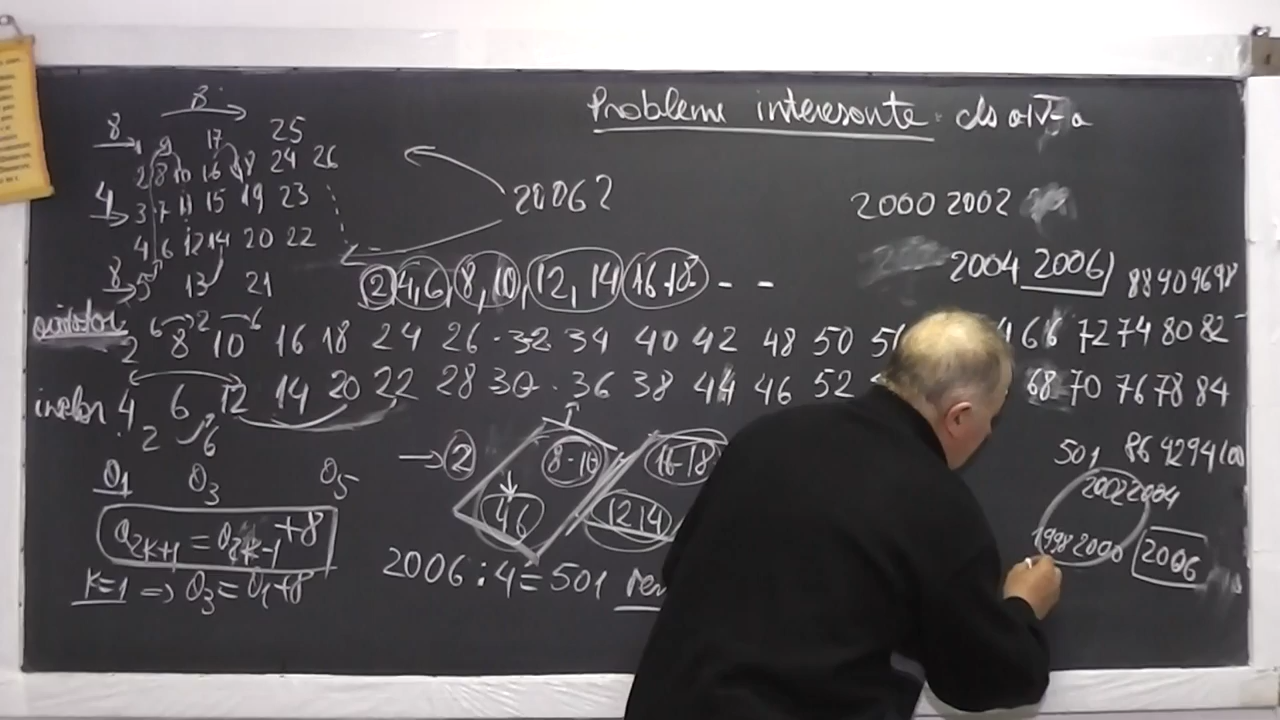 Probleme interesante cls a IV-a
8
8 1 9 17 25
2 8 10 16 18 24 26
4 3 7 11 15 19 23
4 6 12 14 20 22
8 5 13 21
2006?
2000 2002
2004 2006
2 4, 6, 8, 10, 12, 14 16 18 - -
88 90 96 98
6 2 6
2 8 10 16 18 24 26 32 34 40 42 48 50 66 72 74 80 82
inelar 4 6 12 14 20 22 28 30 36 38 44 46 52 68 70 76 78 84
2 6
→ 2 8-10 16-18
4 6 12 14
501 86 92 94 100
2002 2004
1998 2000 2006
a1 a3 a5
a2k+1 = a2k-1 +8
k=1 => a3 = a1+8
2006 : 4 = 501